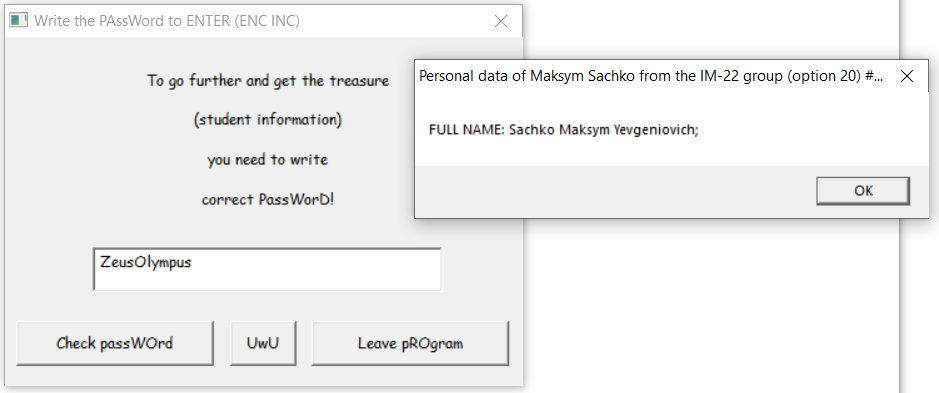 Write the PAssWord to ENTER (ENC INC)
To go further and get the treasure
(student information)
you need to write
correct PassWorD!
ZeusOlympus
Check passWOrd
UwU
Leave pROgram
Personal data of Maksym Sachko from the IM-22 group (option 20) #...
FULL NAME: Sachko Maksym Yevgeniovich;
OK